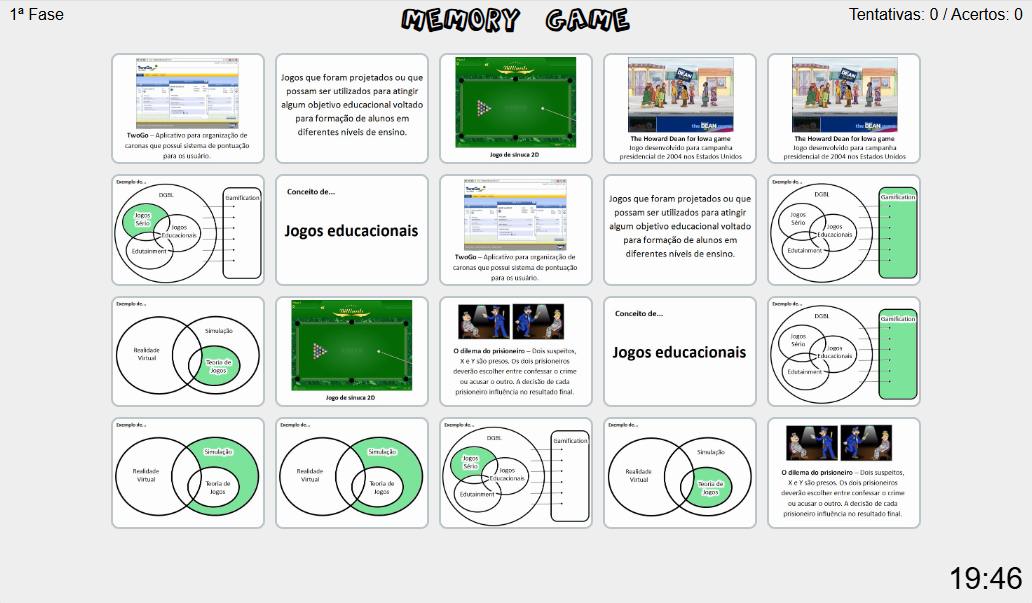 1ª Fase
MEMORY GAME
Tentativas: 0 / Acertos: 0
TwoGo – Aplicativo para organização de
caronas que possui sistema de pontuação
para os usuário.
Jogos que foram projetados ou que
possam ser utilizados para atingir
algum objetivo educacional voltado
para formação de alunos em
diferentes níveis de ensino.
Billiards
Jogo de sinuca 2D
DEAN
the DEAN
The Howard Dean for Iowa game
Jogo desenvolvido para campanha
presidencial de 2004 nos Estados Unidos
DEAN
the DEAN
The Howard Dean for Iowa game
Jogo desenvolvido para campanha
presidencial de 2004 nos Estados Unidos
Exemplo de...
DGBL
Gamification
Jogos
Sério
Jogos
Educacionais
Edutainment
Conceito de...
Jogos educacionais
TwoGo – Aplicativo para organização de
caronas que possui sistema de pontuação
para os usuário.
Jogos que foram projetados ou que
possam ser utilizados para atingir
algum objetivo educacional voltado
para formação de alunos em
diferentes níveis de ensino.
Exemplo de...
DGBL
Gamification
Jogos
Sério
Jogos
Educacionais
Edutainment
Exemplo de...
Simulação
Realidade
Virtual
Teoria de
Jogos
Billiards
Jogo de sinuca 2D
O dilema do prisioneiro – Dois suspeitos,
X e Y são presos. Os dois prisioneiros
deverão escolher entre confessar o crime
ou acusar o outro. A decisão de cada
prisioneiro influência no resultado final.
Conceito de...
Jogos educacionais
Exemplo de...
DGBL
Gamification
Jogos
Sério
Jogos
Educacionais
Edutainment
Exemplo de...
Simulação
Realidade
Virtual
Teoria de
Jogos
Exemplo de...
Simulação
Realidade
Virtual
Teoria de
Jogos
Exemplo de...
DGBL
Gamification
Jogos
Sério
Jogos
Educacionais
Edutainment
Exemplo de...
Simulação
Realidade
Virtual
Teoria de
Jogos
O dilema do prisioneiro – Dois suspeitos,
X e Y são presos. Os dois prisioneiros
deverão escolher entre confessar o crime
ou acusar o outro. A decisão de cada
prisioneiro influência no resultado final.
19:46